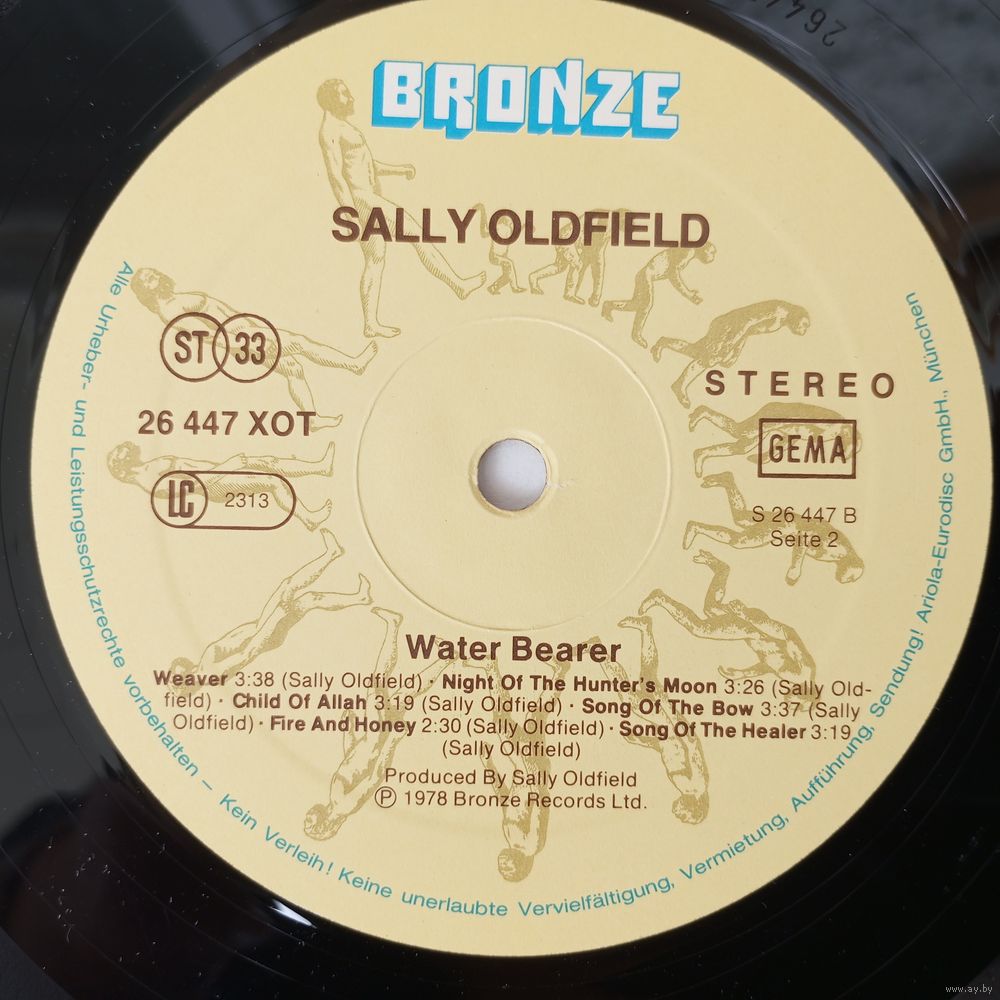 BRONZE
SALLY OLDFIELD
ST 33
STEREO
26 447 XOT
GEMA
LC 2313
S 26 447 B
Seite 2
Water Bearer
Weaver 3:38 (Sally Oldfield) · Night Of The Hunter's Moon 3:26 (Sally Old-
field) · Child Of Allah 3:19 (Sally Oldfield) · Song Of The Bow 3:37 (Sally
Oldfield) · Fire And Honey 2:30 (Sally Oldfield) · Song Of The Healer 3:19
(Sally Oldfield)
Produced By Sally Oldfield
Ⓟ 1978 Bronze Records Ltd.
Alle Urheber- und Leistungsschutzrechte vorbehalten – Kein Verleih! Keine unerlaubte Vervielfältigung, Vermietung, Aufführung, Sendung! Ariola-Eurodisc GmbH., München
www.ay.by